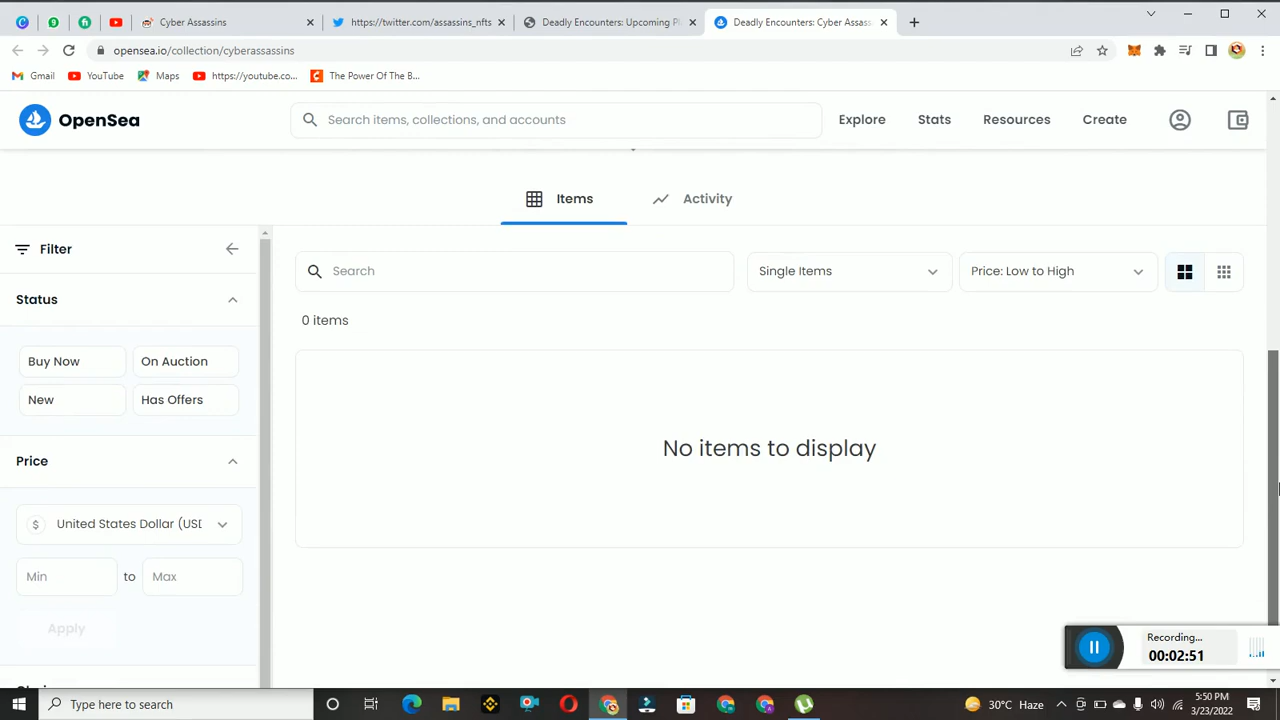 Cyber Assassins
https://twitter.com/assassins_nfts
Deadly Encounters: Upcoming Pl
Deadly Encounters: Cyber Assass
opensea.io/collection/cyberassassins
Gmail
YouTube
Maps
https://youtube.co...
The Power Of The B...
OpenSea
Search items, collections, and accounts
Explore
Stats
Resources
Create
Items
Activity
Filter
Search
Single Items
Price: Low to High
Status
0 items
Buy Now
On Auction
New
Has Offers
No items to display
Price
$ United States Dollar (USD
Min
to
Max
Apply
Recording...
00:02:51
Type here to search
30°C Haze
5:50 PM
3/23/2022